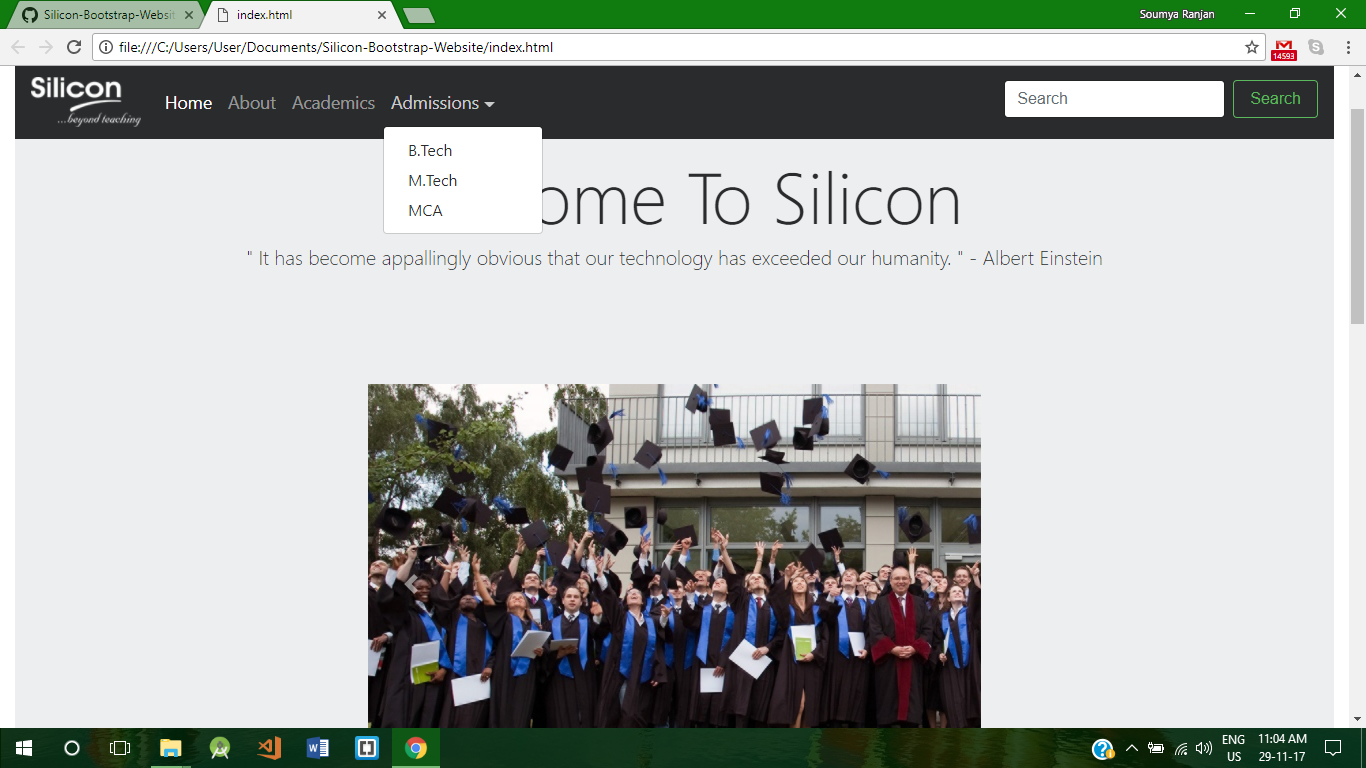 Silicon-Bootstrap-Websit
index.html
Soumya Ranjan
file:///C:/Users/User/Documents/Silicon-Bootstrap-Website/index.html
14593
Silicon
...beyond teaching
Home About Academics Admissions
Search
Search
B.Tech
M.Tech
MCA
ome To Silicon
" It has become appallingly obvious that our technology has exceeded our humanity. " - Albert Einstein
ENG
US
11:04 AM
29-11-17